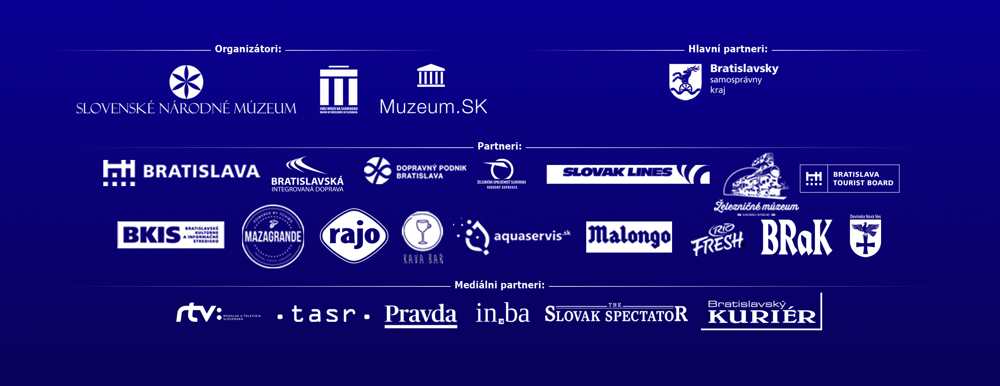 Organizátori:
Hlavní partneri:
SLOVENSKÉ NÁRODNÉ MÚZEUM
ZVÄZ MÚZEÍ NA SLOVENSKU
UNION OF MUSEUMS IN SLOVAKIA
Muzeum.SK
Bratislavsky
samosprávny
kraj
Partneri:
BRATISLAVA
BRATISLAVSKÁ
INTEGROVANÁ DOPRAVA
DOPRAVNÝ PODNIK
BRATISLAVA
ŽELEZNIČNÁ SPOLOČNOSŤ SLOVENSKO
NÁRODNÝ DOPRAVCA
SLOVAK LINES
Železničné múzeum
BRATISLAVA
TOURIST BOARD
BKIS
BRATISLAVSKÉ
KULTÚRNE
A INFORMAČNÉ
STREDISKO
POWERED BY TCHIBO
MAZAGRANDE
ORIGINAL COFFEE LEMONADE
rajo
KAVA.BAR
aquaservis.sk
Malongo
RIO
FRESH
BRaK
Devínska Nová Ves
Mediálni partneri:
rtv:
ROZHLAS A TELEVÍZIA
SLOVENSKA
.tasr.
Pravda
in.ba
THE
SLOVAK SPECTATOR
Bratislavský
KURIÉR